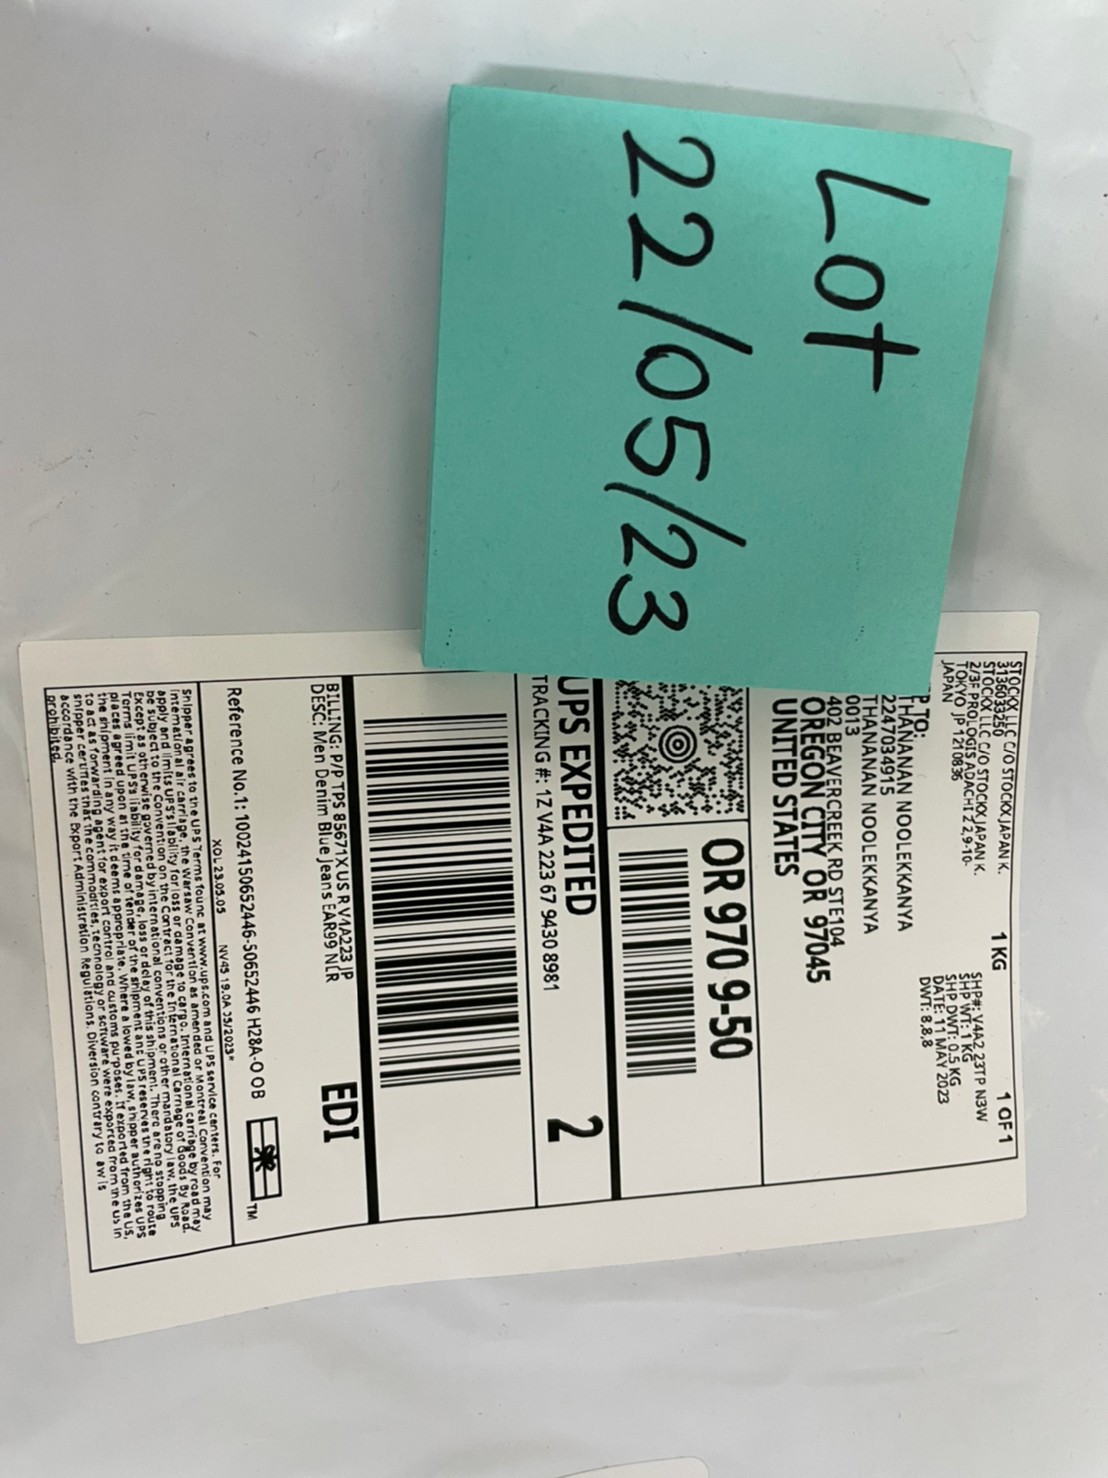 Lot
22/05/23
STOCKX LLC C/O STOCKX JAPAN K.
3136033250
STOCKX LLC C/O STOCKX JAPAN K.
2/3F PROLOGIS ADACHI 2 2,9-10-
TOKYO JP 1210836
JAPAN
1 KG
1 OF 1
SHP#: V4A2 23TP N3W
SHP WT: 1 KG
SHP DWT: 0.5 KG
DATE: 11 MAY 2023
DWT: 8,8,8
P TO:
THANANAN NOOLEKKANYA
2247034915
THANANAN NOOLEKKANYA
0013
402 BEAVERCREEK RD STE104
OREGON CITY OR 97045
UNITED STATES
OR 970 9-50
UPS EXPEDITED
2
TRACKING #: 1Z V4A 223 67 9430 8981
BILLING: P/P TPS 85671X US R V4A223 JP
DESC: Men Denim Blue Jeans EAR99 NLR
EDI
Reference No.1: 1002415065244​6-50652446 H28A-O OB
TM
XOL 23.05.05 NV45 19.0A 05/2023*
Shipper agrees to the UPS Terms found at www.ups.com and UPS service centers. For
international air carriage, the Warsaw Convention as amended or Montreal Convention may
apply and limits UPS's liability for loss or damage to cargo. International carriage by road may
be subject to the Convention on the Contract for the International Carriage of Goods By Road.
Except as otherwise governed by international conventions or other mandatory law, the UPS
Terms limit UPS's liability for damage, loss or delay of this shipment. There are no stopping
places agreed upon at the time of tender of the shipment and UPS reserves the right to route
the shipment in any way it deems appropriate. Where allowed by law, shipper authorizes UPS
to act as forwarding agent for export control and customs purposes. If exported from the US,
shipper certifies that the commodities, technology or software were exported from the US in
accordance with the Export Administration Regulations. Diversion contrary to law is
prohibited.